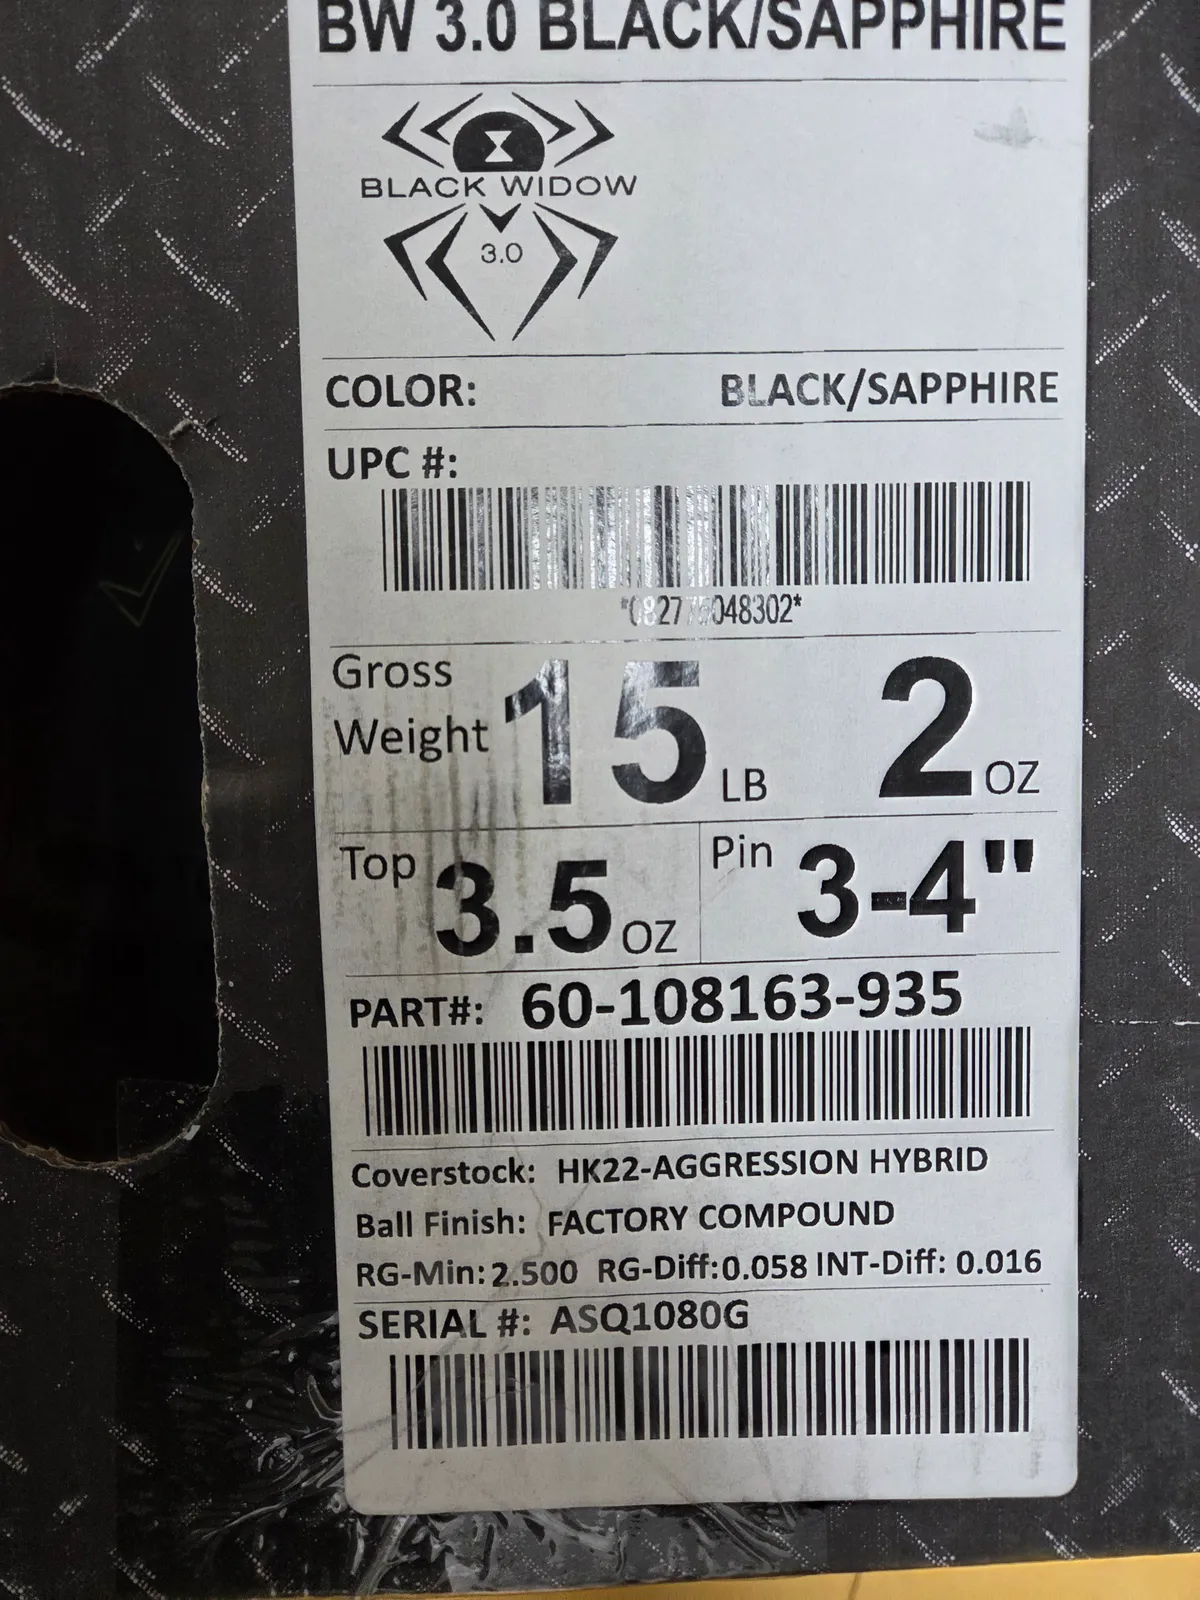 BW 3.0 BLACK/SAPPHIRE
BLACK WIDOW
3.0
COLOR: BLACK/SAPPHIRE
UPC #:
*082775048302*
Gross Weight 15 LB 2 OZ
Top 3.5 OZ Pin 3-4"
PART#: 60-108163-935
Coverstock: HK22-AGGRESSION HYBRID
Ball Finish: FACTORY COMPOUND
RG-Min: 2.500 RG-Diff:0.058 INT-Diff: 0.016
SERIAL #: ASQ1080G